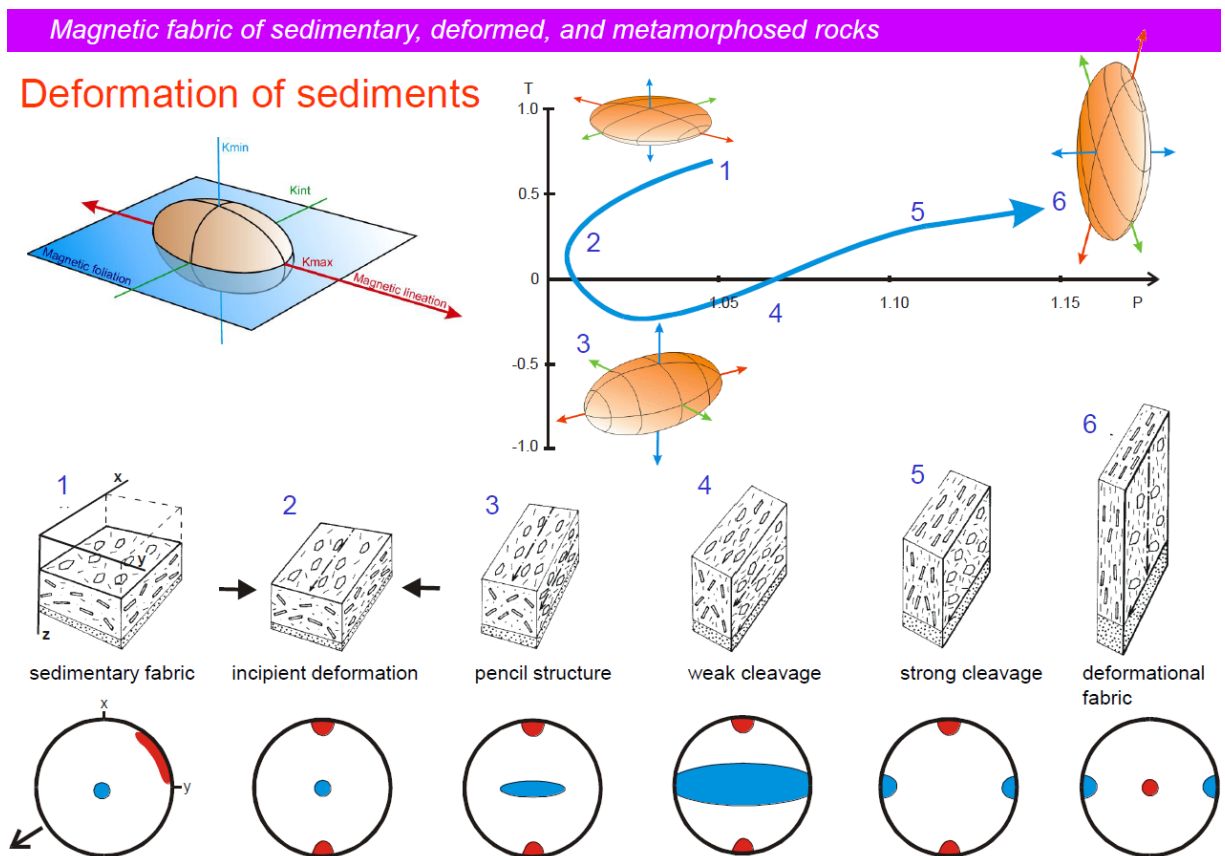 Magnetic fabric of sedimentary, deformed, and metamorphosed rocks
Deformation of sediments
Kmin
Kint
Kmax
Magnetic foliation
Magnetic lineation
T
1.0
0.5
0
-0.5
-1.0
1.05
1.10
1.15
P
1
2
3
4
5
6
1
2
3
4
5
6
x
y
z
sedimentary fabric
incipient deformation
pencil structure
weak cleavage
strong cleavage
deformational
fabric
x
y